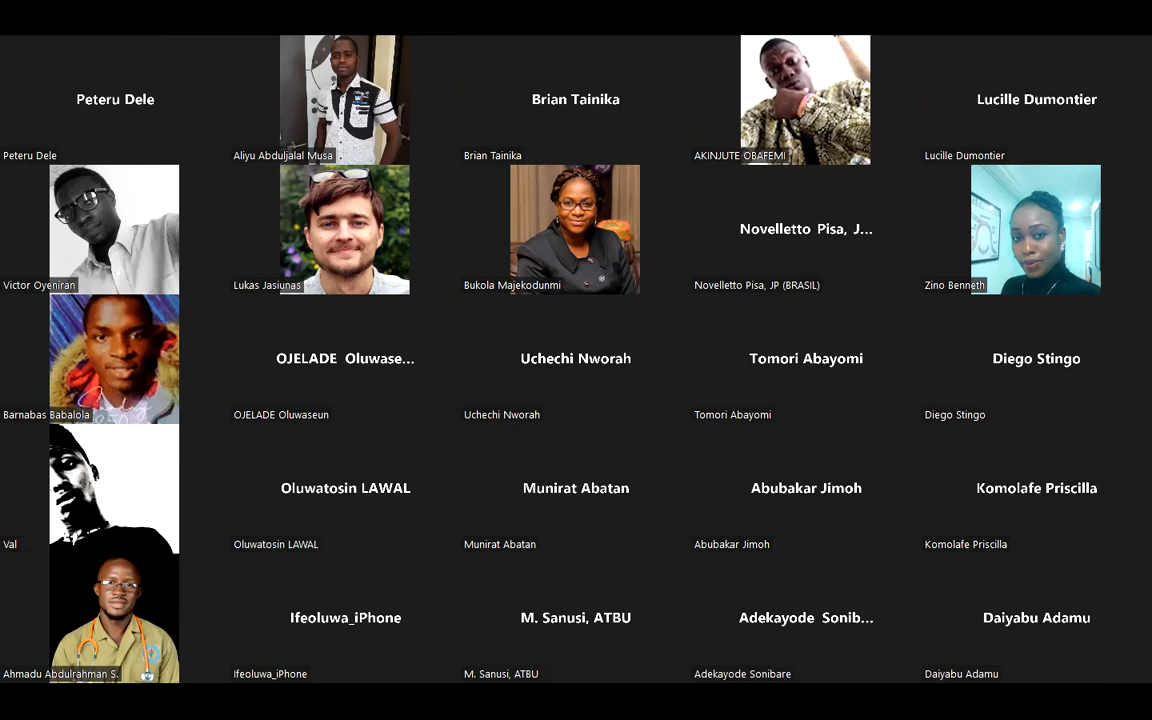 Peteru Dele
Peteru Dele
Aliyu Abduljalal Musa
Brian Tainika
Brian Tainika
AKINJUTE OBAFEMI
Lucille Dumontier
Lucille Dumontier
Victor Oyeniran
Lukas Jasiunas
Bukola Majekodunmi
Novelletto Pisa, J...
Novelletto Pisa, JP (BRASIL)
Zino Benneth
Barnabas Babalola
OJELADE Oluwase...
OJELADE Oluwaseun
Uchechi Nworah
Uchechi Nworah
Tomori Abayomi
Tomori Abayomi
Diego Stingo
Diego Stingo
Val
Oluwatosin LAWAL
Oluwatosin LAWAL
Munirat Abatan
Munirat Abatan
Abubakar Jimoh
Abubakar Jimoh
Komolafe Priscilla
Komolafe Priscilla
Ahmadu Abdulrahman S.
Ifeoluwa_iPhone
Ifeoluwa_iPhone
M. Sanusi, ATBU
M. Sanusi, ATBU
Adekayode Sonib...
Adekayode Sonibare
Daiyabu Adamu
Daiyabu Adamu